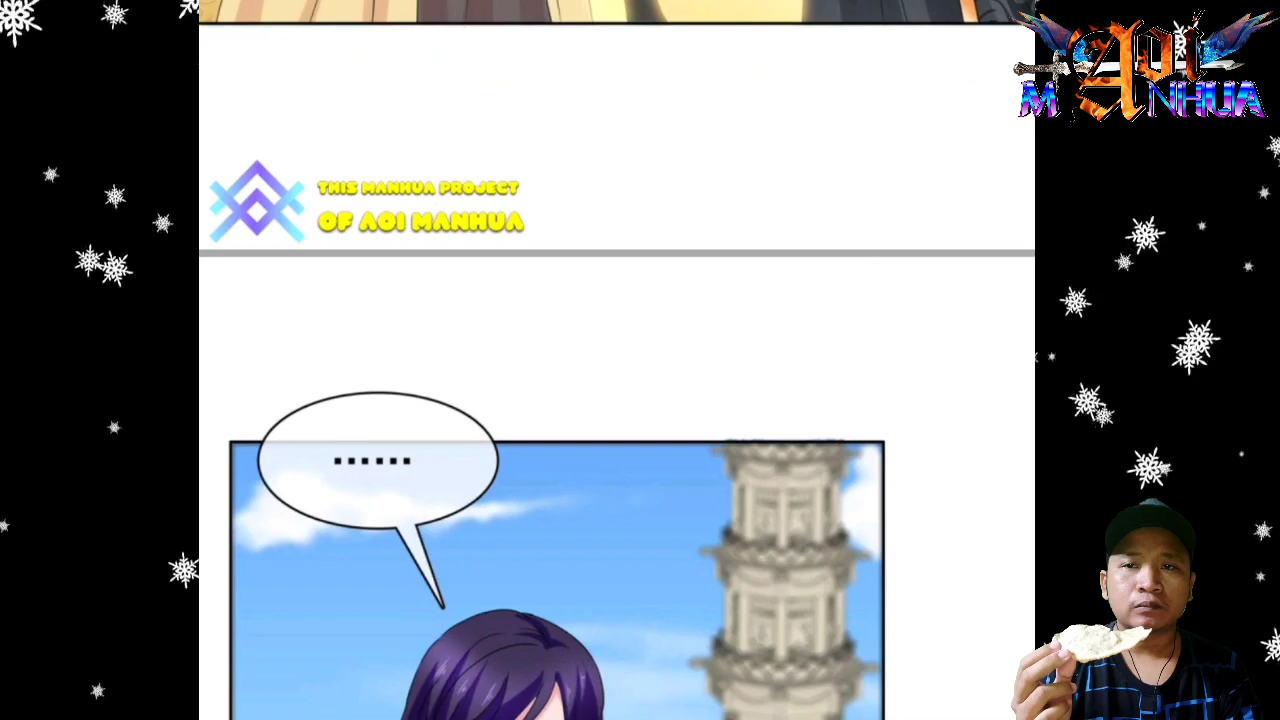 Aoi
MANHUA
THIS MANHUA PROJECT
OF AOI MANHUA
......